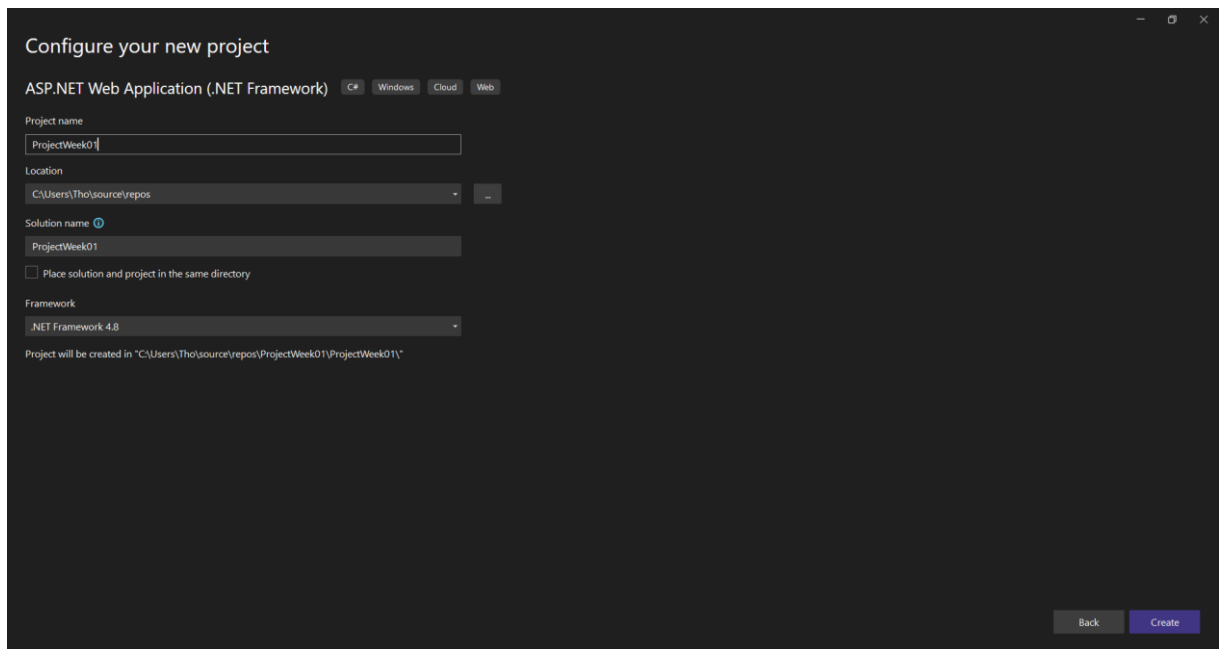 Configure your new project
ASP.NET Web Application (.NET Framework) C# Windows Cloud Web
Project name
ProjectWeek01
Location
C:\Users\Tho\source\repos
...
Solution name
ProjectWeek01
Place solution and project in the same directory
Framework
.NET Framework 4.8
Project will be created in "C:\Users\Tho\source\repos\ProjectWeek01\ProjectWeek01\"
Back Create